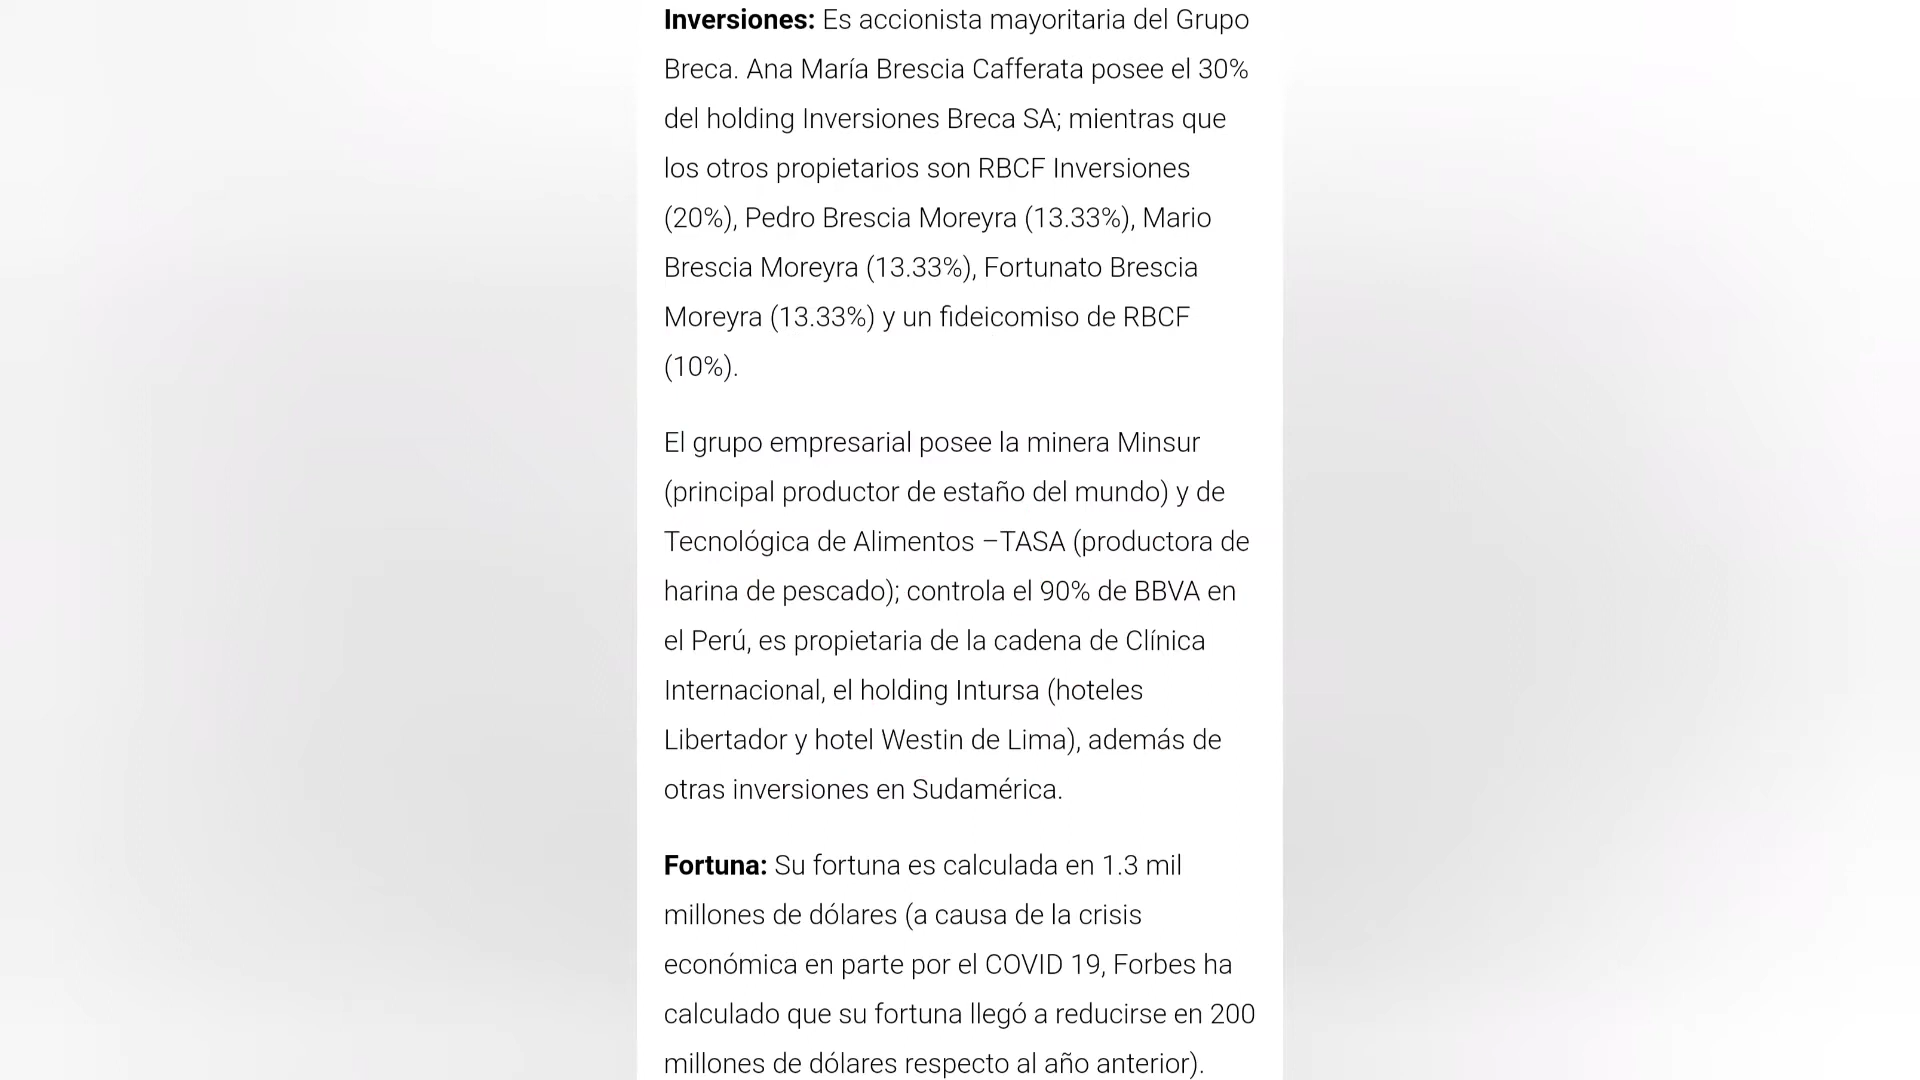 Inversiones: Es accionista mayoritaria del Grupo
Breca. Ana María Brescia Cafferata posee el 30%
del holding Inversiones Breca SA; mientras que
los otros propietarios son RBCF Inversiones
(20%), Pedro Brescia Moreyra (13.33%), Mario
Brescia Moreyra (13.33%), Fortunato Brescia
Moreyra (13.33%) y un fideicomiso de RBCF
(10%).
El grupo empresarial posee la minera Minsur
(principal productor de estaño del mundo) y de
Tecnológica de Alimentos –TASA (productora de
harina de pescado); controla el 90% de BBVA en
el Perú, es propietaria de la cadena de Clínica
Internacional, el holding Intursa (hoteles
Libertador y hotel Westin de Lima), además de
otras inversiones en Sudamérica.
Fortuna: Su fortuna es calculada en 1.3 mil
millones de dólares (a causa de la crisis
económica en parte por el COVID 19, Forbes ha
calculado que su fortuna llegó a reducirse en 200
millones de dólares respecto al año anterior).